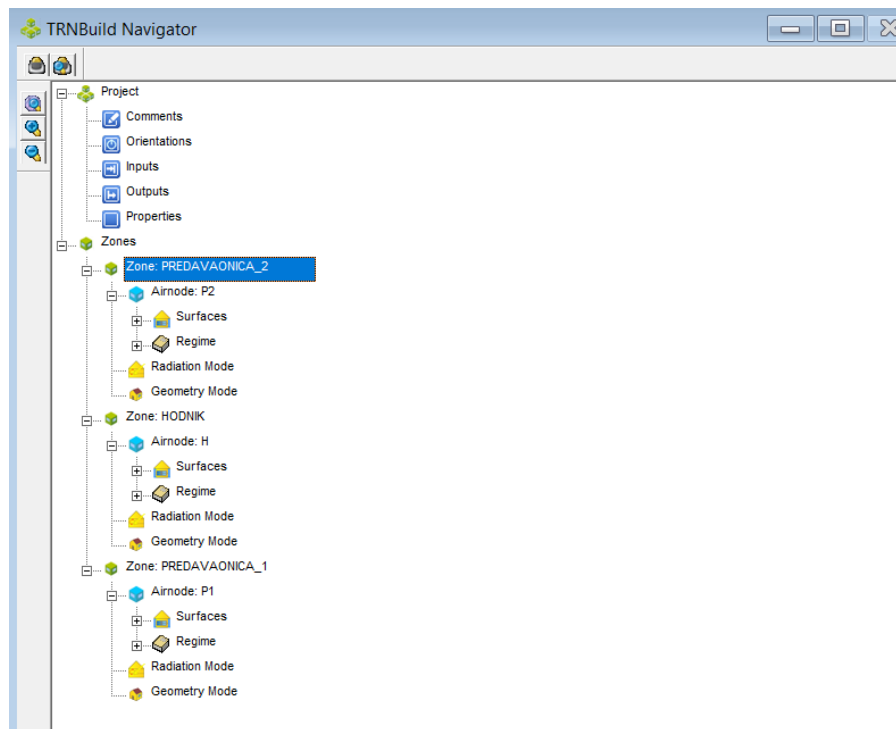 TRNBuild Navigator
Project
Comments
Orientations
Inputs
Outputs
Properties
Zones
Zone: PREDAVAONICA_2
Airnode: P2
Surfaces
Regime
Radiation Mode
Geometry Mode
Zone: HODNIK
Airnode: H
Surfaces
Regime
Radiation Mode
Geometry Mode
Zone: PREDAVAONICA_1
Airnode: P1
Surfaces
Regime
Radiation Mode
Geometry Mode